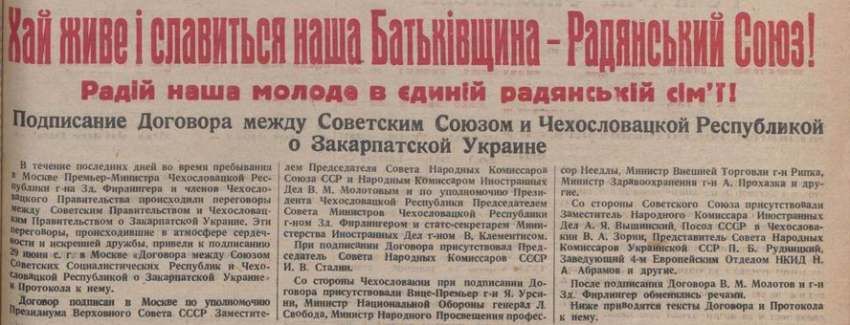 Хай живе і славиться наша Батьківщина – Радянський Союз!
Радій наша молоде в єдиній радянській сім'ї!
Подписание Договора между Советским Союзом и Чехословацкой Республикой
о Закарпатской Украине
В течение последних дней во время пребывания
в Москве Премьер-Министра Чехословацкой Рес-
публики г-на Зд. Фирлингера и членов Чехосло-
вацкого Правительства происходили переговоры
между Советским Правительством и Чехословац-
ким Правительством о Закарпатской Украине. Эти
переговоры, происходившие в атмосфере сердеч-
ности и искренней дружбы, привели к подписанию
29 июня с. г. в Москве «Договора между Союзом
Советских Социалистических Республик и Чехо-
словацкой Республикой о Закарпатской Украине»
и Протокола к нему.
Договор подписан в Москве по уполномочию
Президиума Верховного Совета СССР Заместите-
лем Председателя Совета Народных Комиссаров
Союза ССР и Народным Комиссаром Иностранных
Дел В. М. Молотовым и по уполномочию Прези-
дента Чехословацкой Республики Председателем
Совета Министров Чехословацкой Республики
г-ном Зд. Фирлингером и статс-секретарем Мини-
стерства Иностранных Дел г-ном В. Клементисом.
При подписании Договора присутствовал Пред-
седатель Совета Народных Комиссаров СССР
И. В. Сталин.
Со стороны Чехословакии при подписании До-
говора присутствовали Вице-Премьер г-н Я. Урси-
ни, Министр Национальной Обороны генерал Л.
Свобода, Министр Народного Просвещения профес-
сор Неедлы, Министр Внешней Торговли г-н Рипка,
Министр Здравоохранения г-н А. Прохазка и дру-
гие.
Со стороны Советского Союза присутствовали
Заместитель Народного Комиссара Иностранных
Дел А. Я. Вышинский, Посол СССР в Чехослова-
кии В. А. Зорин, Председатель Совета Народных
Комиссаров Украинской ССР П. Б. Рудницкий,
Заведующий 4-м Европейским Отделом НКИД Н.
А. Абрамов и другие.
После подписания Договора В. М. Молотов и г-н
Зд. Фирлингер обменялись речами.
Ниже приводятся тексты Договора и Протокола
к нему.